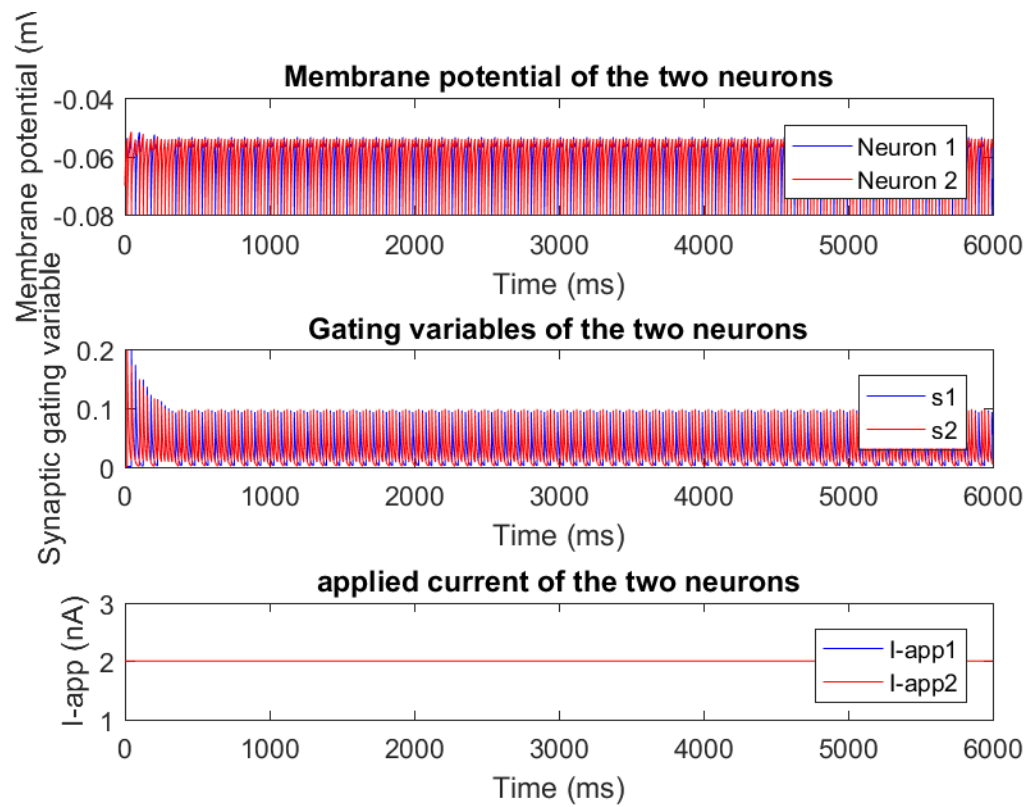 Membrane potential of the two neurons
Membrane potential (m\
-0.04
-0.06
-0.08
Neuron 1
Neuron 2
0 1000 2000 3000 4000 5000 6000
Time (ms)
Gating variables of the two neurons
Synaptic gating variable
0.2
0.1
0
s1
s2
0 1000 2000 3000 4000 5000 6000
Time (ms)
applied current of the two neurons
I-app (nA)
3
2
1
I-app1
I-app2
0 1000 2000 3000 4000 5000 6000
Time (ms)